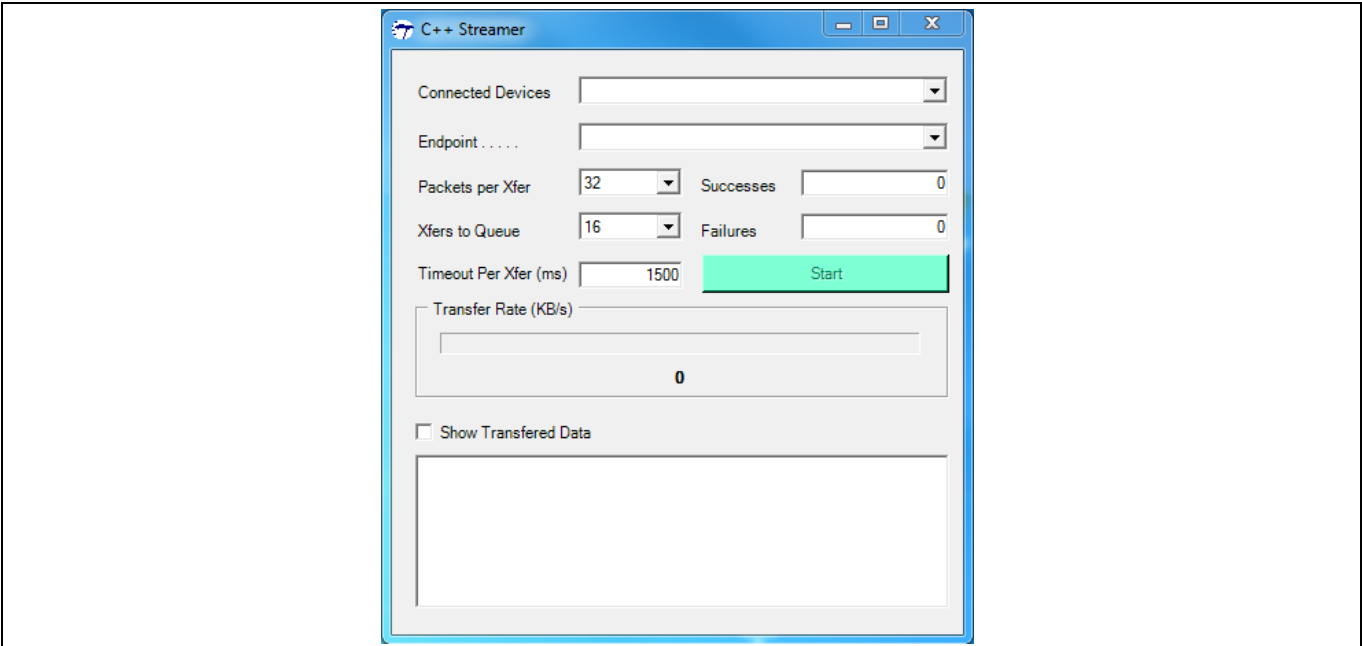 C++ Streamer
Connected Devices
Endpoint . . . . .
Packets per Xfer 32 Successes 0
Xfers to Queue 16 Failures 0
Timeout Per Xfer (ms) 1500 Start
Transfer Rate (KB/s)
0
Show Transfered Data